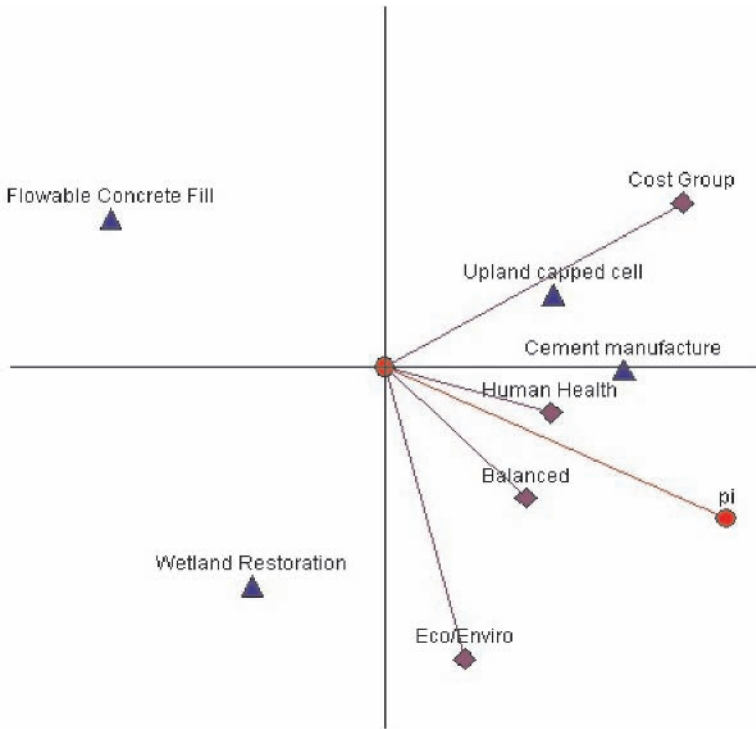 Cost Group
Flowable Concrete Fill
Upland capped cell
Cement manufacture
Human Health
Balanced
pi
Wetland Restoration
Eco/Enviro